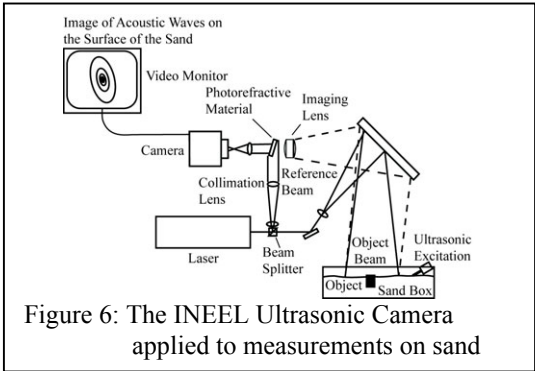 Image of Acoustic Waves on
the Surface of the Sand
Video Monitor
Photorefractive
Material
Imaging
Lens
Camera
Collimation
Lens
Reference
Beam
Laser
Beam
Splitter
Object
Beam
Ultrasonic
Excitation
Object
Sand Box
Figure 6: The INEEL Ultrasonic Camera
applied to measurements on sand